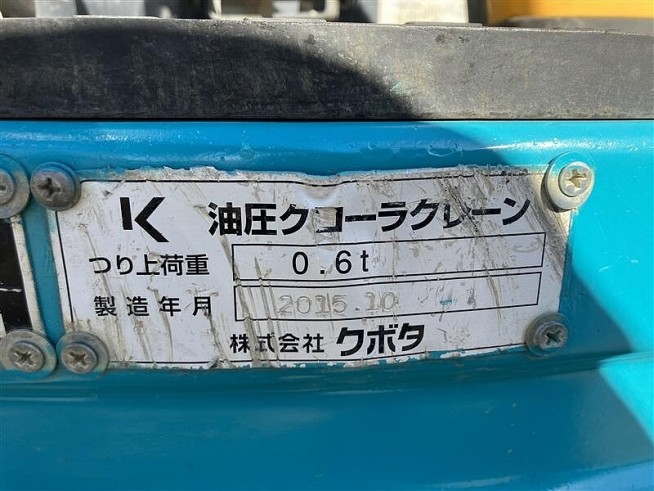 K 油圧クローラクレーン
つり上荷重 0.6t
製造年月 2015.10
株式会社 クボタ